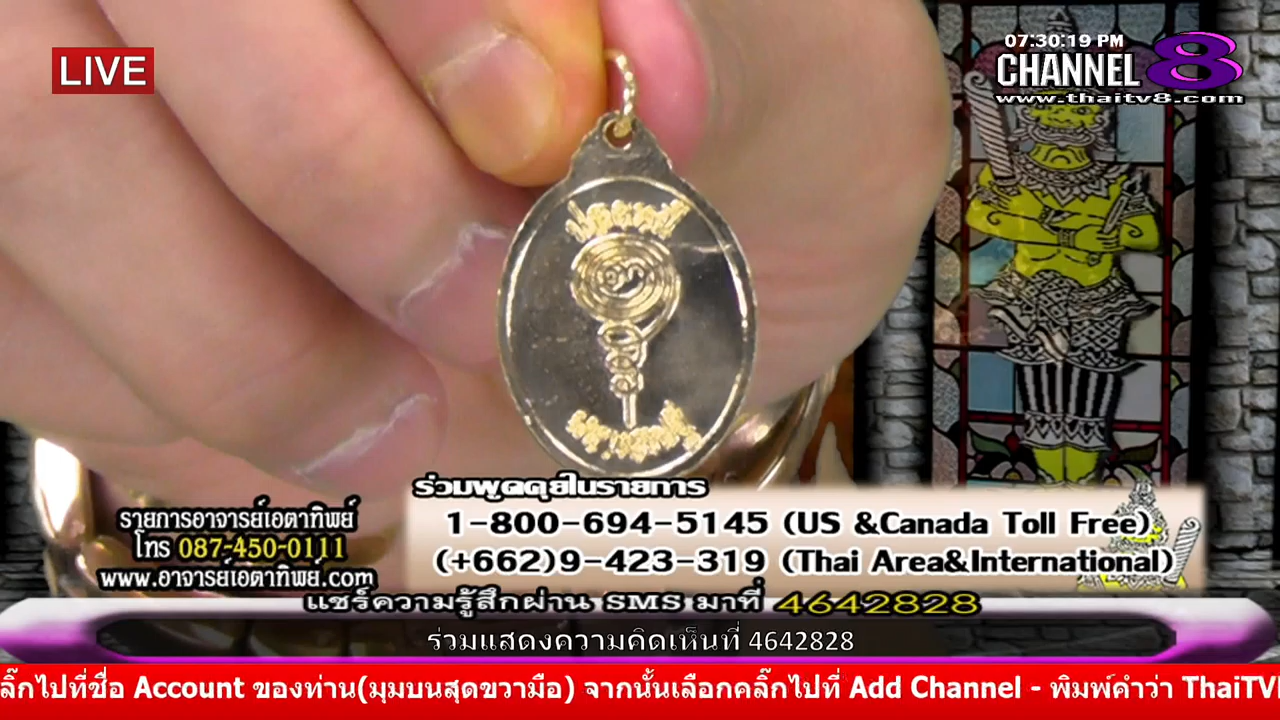 LIVE
07:30:19 PM
CHANNEL 8
www.thaitv8.com
ร่วมพูดคุยในรายการ
1-800-694-5145 (US &Canada Toll Free)
(+662)9-423-319 (Thai Area&International)
รายการอาจารย์เอตาทิพย์
โทร 087-450-0111
www.อาจารย์เอตาทิพย์.com
แชร์ความรู้สึกผ่าน SMS มาที่ 4642828
ร่วมแสดงความคิดเห็นที่ 4642828
ลิ๊กไปที่ชื่อ Account ของท่าน(มุมบนสุดขวามือ) จากนั้นเลือกคลิ๊กไปที่ Add Channel - พิมพ์คำว่า ThaiTV